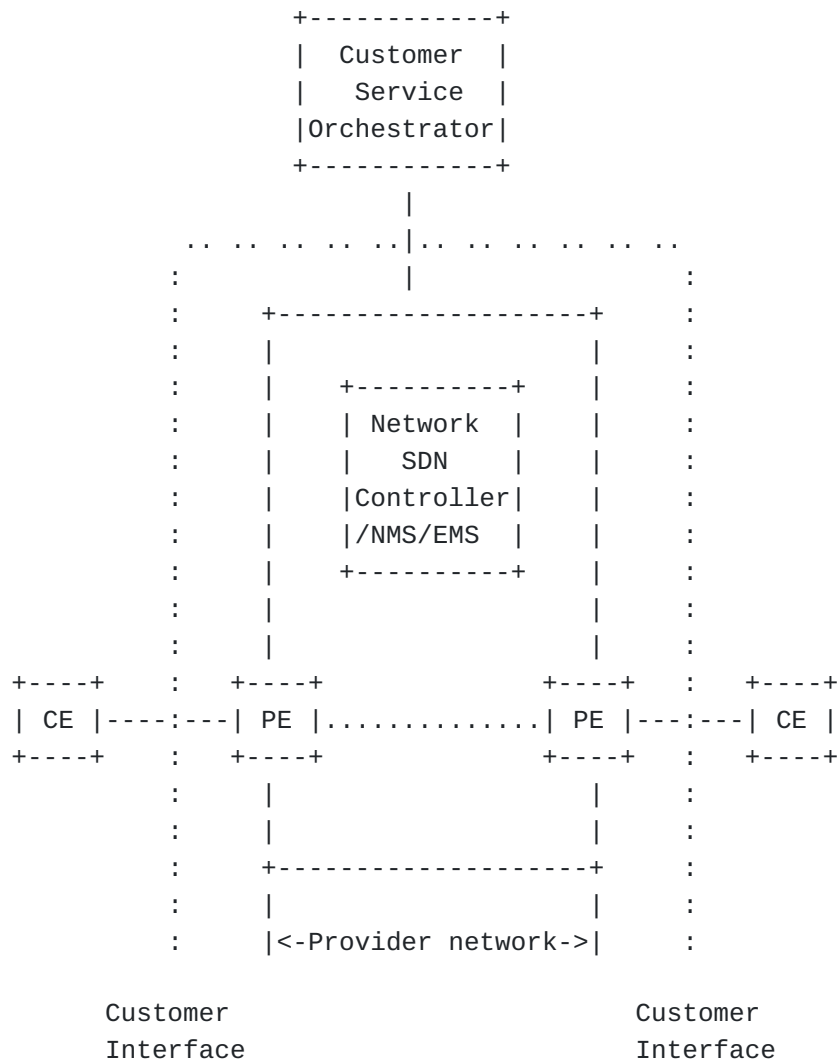 Customer
Service
Orchestrator
Network
SDN
Controller
/NMS/EMS
CE PE PE CE
<-Provider network->
Customer Customer
Interface Interface